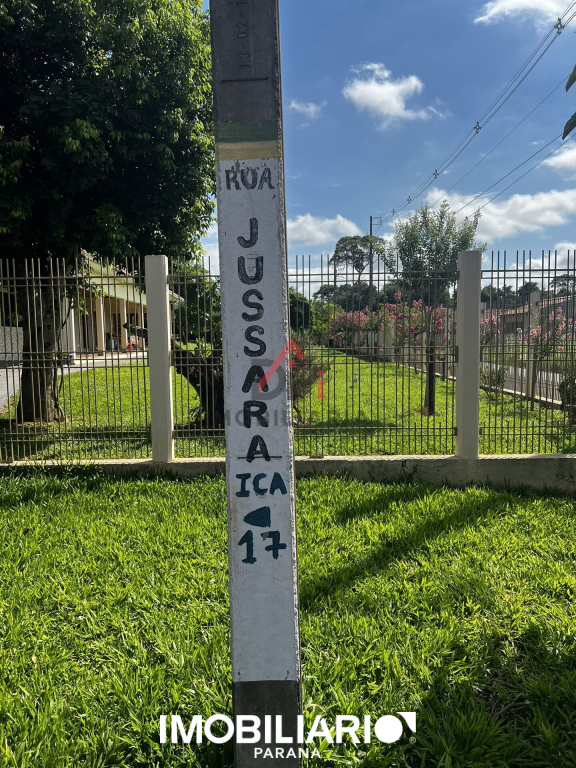 RUA
JUSSARA
ICA
17
IMOBILIARIO
PARANA